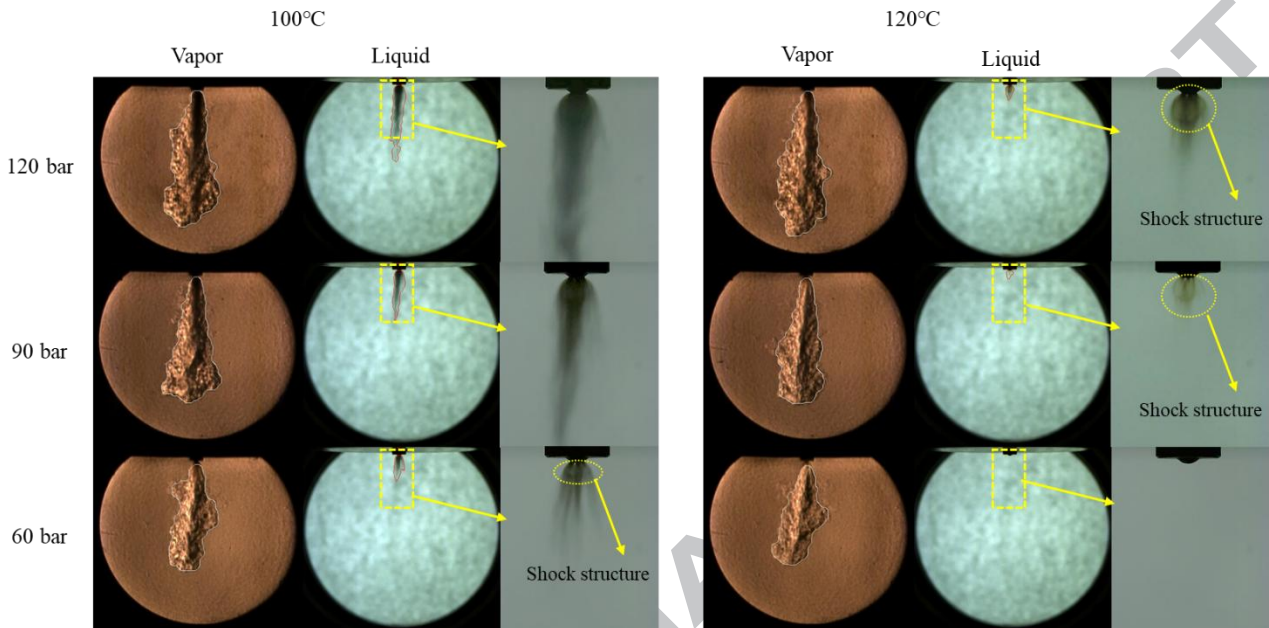 100°C
120°C
Vapor
Liquid
Vapor
Liquid
120 bar
Shock structure
90 bar
Shock structure
60 bar
Shock structure